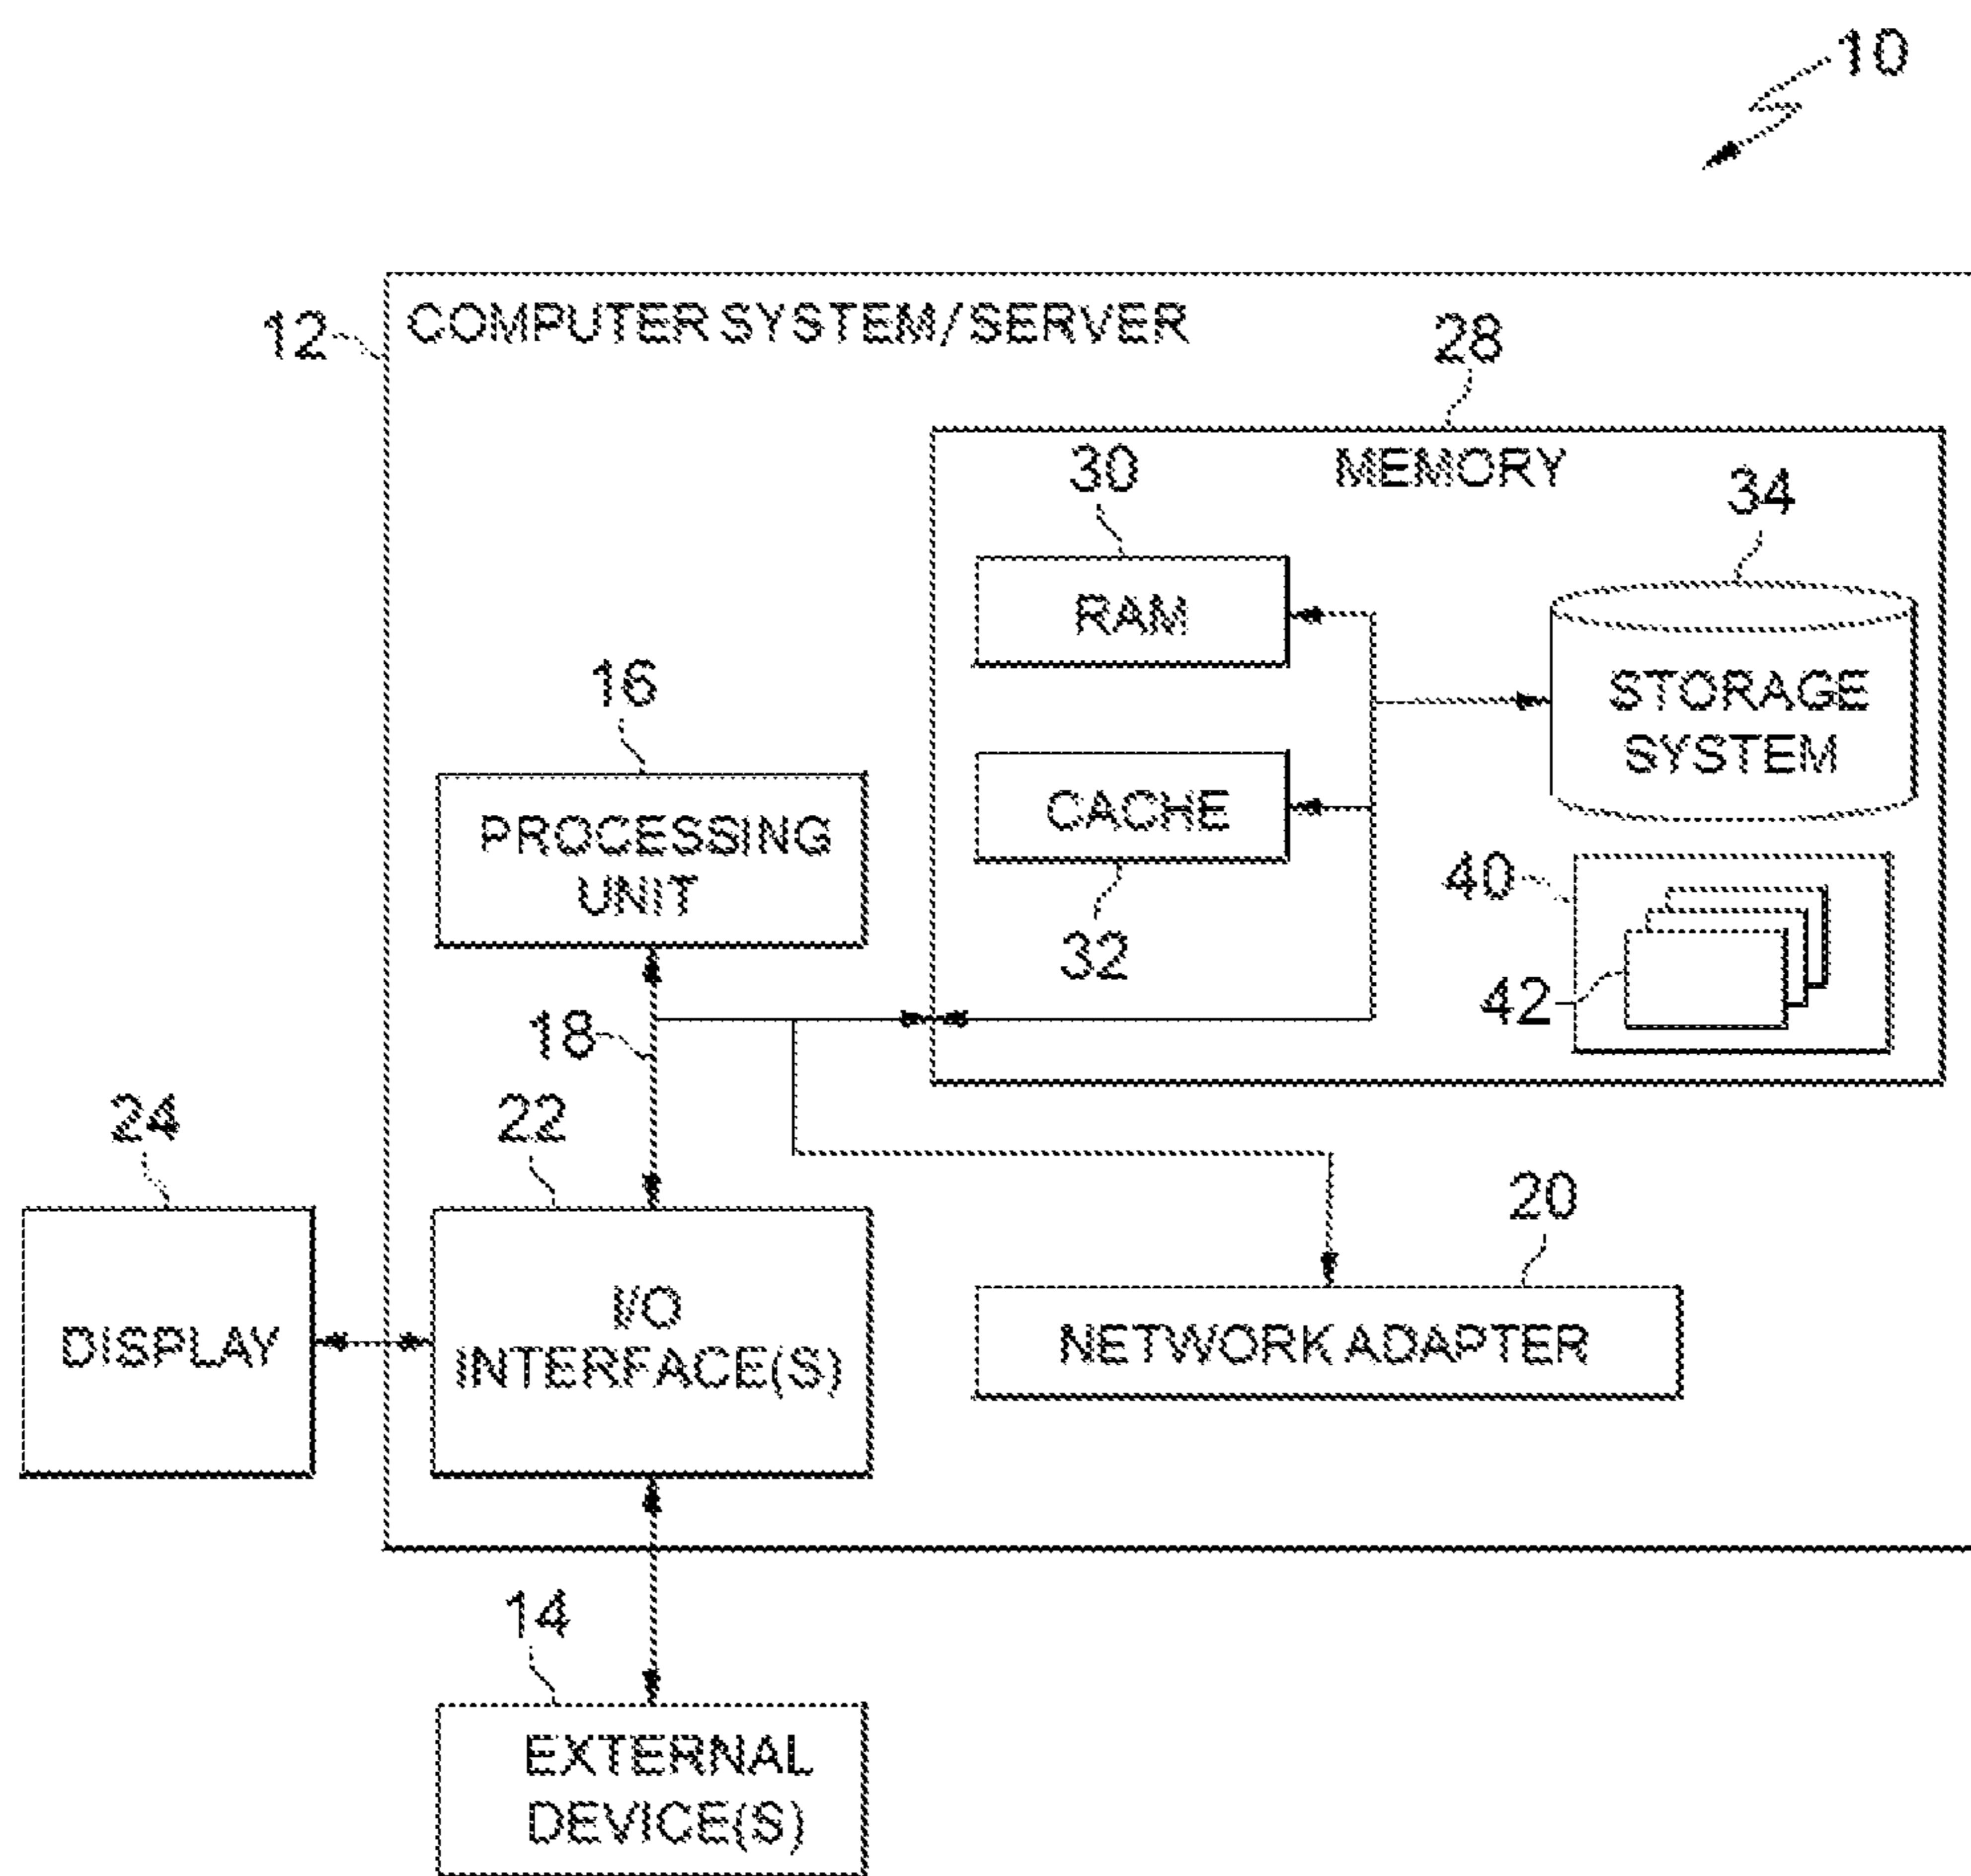 10
12
COMPUTER SYSTEM/SERVER
28
MEMORY
30
34
RAM
STORAGE
SYSTEM
16
PROCESSING
UNIT
CACHE
32
40
42
18
24
22
20
DISPLAY
I/O
INTERFACE(S)
NETWORK ADAPTER
14
EXTERNAL
DEVICE(S)